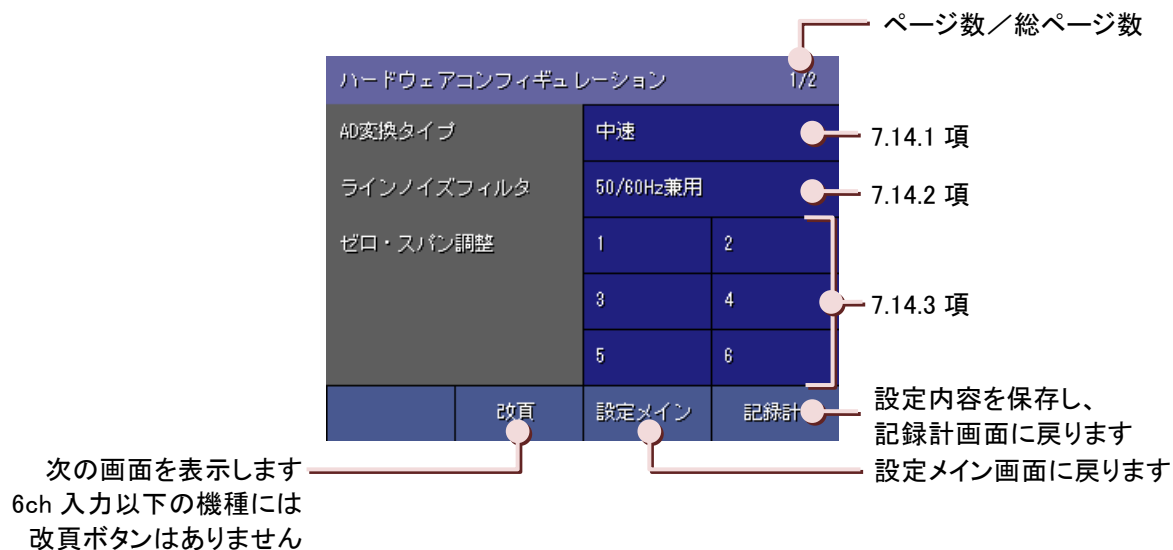 ページ数／総ページ数
ハードウェアコンフィギュレーション 1/2
AD変換タイプ 中速
7.14.1 項
ラインノイズフィルタ 50/60Hz兼用
7.14.2 項
ゼロ・スパン調整 1 2
3 4
7.14.3 項
5 6
改頁 設定メイン 記録計
設定内容を保存し、
記録計画面に戻ります
設定メイン画面に戻ります
次の画面を表示します
6ch 入力以下の機種には
改頁ボタンはありません